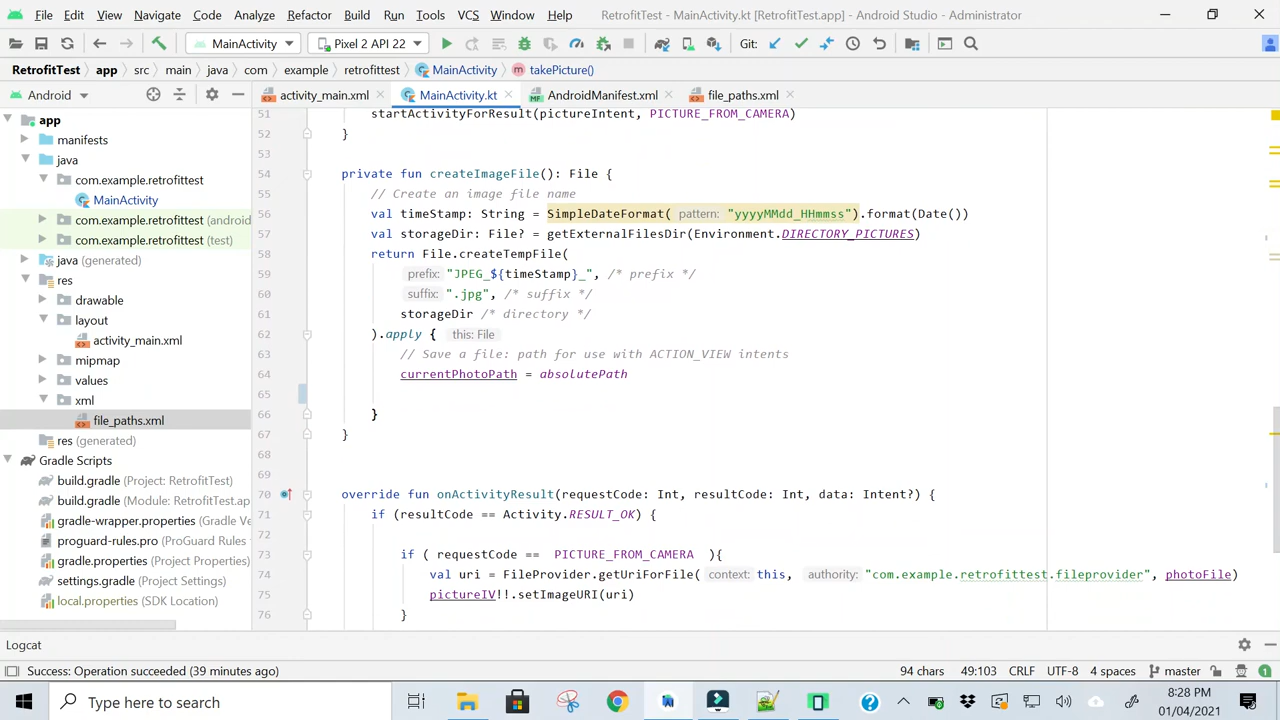 File Edit View Navigate Code Analyze Refactor Build Run Tools VCS Window Help RetrofitTest - MainActivity.kt [RetrofitTest.app] - Android Studio - Administrator
MainActivity Pixel 2 API 22 Git:
RetrofitTest app src main java com example retrofittest MainActivity takePicture()
Android activity_main.xml MainActivity.kt AndroidManifest.xml file_paths.xml
app
manifests
java
com.example.retrofittest
MainActivity
com.example.retrofittest (android
com.example.retrofittest (test)
java (generated)
res
drawable
layout
activity_main.xml
mipmap
values
xml
file_paths.xml
res (generated)
Gradle Scripts
build.gradle (Project: RetrofitTest)
build.gradle (Module: RetrofitTest.ap
gradle-wrapper.properties (Gradle Ve
proguard-rules.pro (ProGuard Rules
gradle.properties (Project Properties)
settings.gradle (Project Settings)
local.properties (SDK Location)
51 startActivityForResult(pictureIntent, PICTURE_FROM_CAMERA)
52 }
53
54 private fun createImageFile(): File {
55 // Create an image file name
56 val timeStamp: String = SimpleDateFormat( pattern: "yyyyMMdd_HHmmss").format(Date())
57 val storageDir: File? = getExternalFilesDir(Environment.DIRECTORY_PICTURES)
58 return File.createTempFile(
59 prefix: "JPEG_${timeStamp}_", /* prefix */
60 suffix: ".jpg", /* suffix */
61 storageDir /* directory */
62 ).apply { this: File
63 // Save a file: path for use with ACTION_VIEW intents
64 currentPhotoPath = absolutePath
65
66 }
67 }
68
69
70 override fun onActivityResult(requestCode: Int, resultCode: Int, data: Intent?) {
71 if (resultCode == Activity.RESULT_OK) {
72
73 if ( requestCode == PICTURE_FROM_CAMERA ){
74 val uri = FileProvider.getUriForFile( context: this, authority: "com.example.retrofittest.fileprovider", photoFile)
75 pictureIV!!.setImageURI(uri)
76 }
Logcat
Success: Operation succeeded (39 minutes ago) 94 chars 49:103 CRLF UTF-8 4 spaces master 1
Type here to search 8:28 PM
01/04/2021